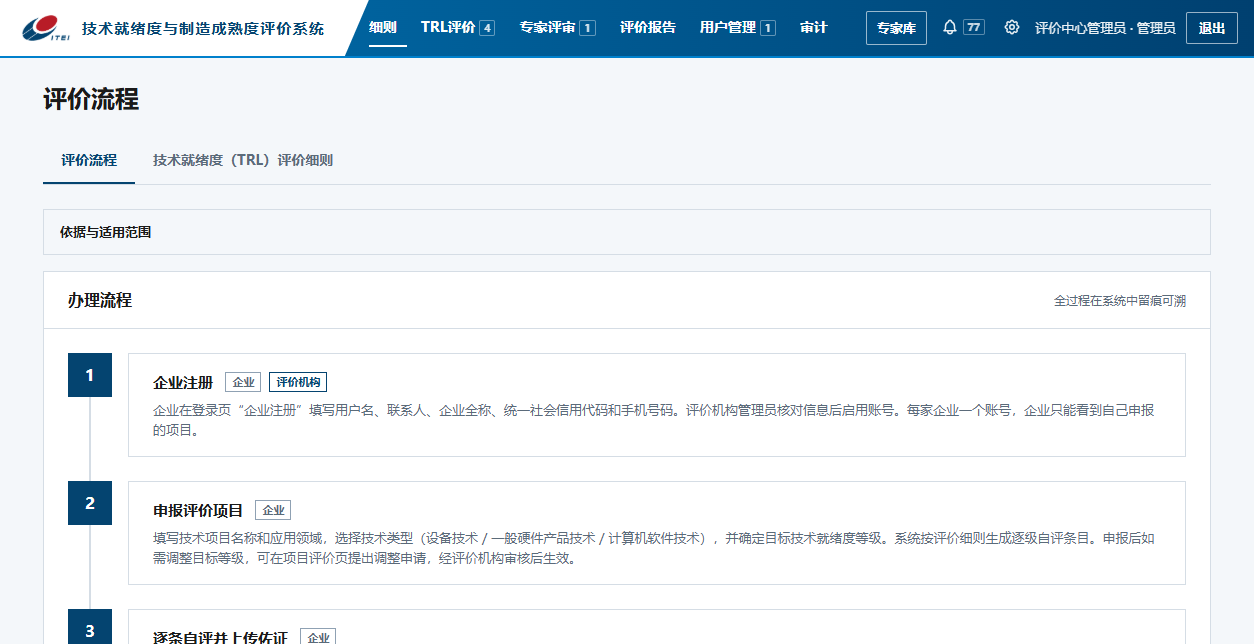 ITEI
技术就绪度与制造成熟度评价系统
细则
TRL评价 4
专家评审 1
评价报告
用户管理 1
审计
专家库
77
评价中心管理员 · 管理员
退出
评价流程
评价流程
技术就绪度（TRL）评价细则
依据与适用范围
办理流程
全过程在系统中留痕可溯
1
企业注册 企业 评价机构
企业在登录页“企业注册”填写用户名、联系人、企业全称、统一社会信用代码和手机号码。评价机构管理员核对信息后启用账号。每家企业一个账号，企业只能看到自己申报
的项目。
2
申报评价项目 企业
填写技术项目名称和应用领域，选择技术类型（设备技术 / 一般硬件产品技术 / 计算机软件技术），并确定目标技术就绪度等级。系统按评价细则生成逐级自评条目。申报后如
需调整目标等级，可在项目评价页提出调整申请，经评价机构审核后生效。
3
逐条自评并上传佐证 企业